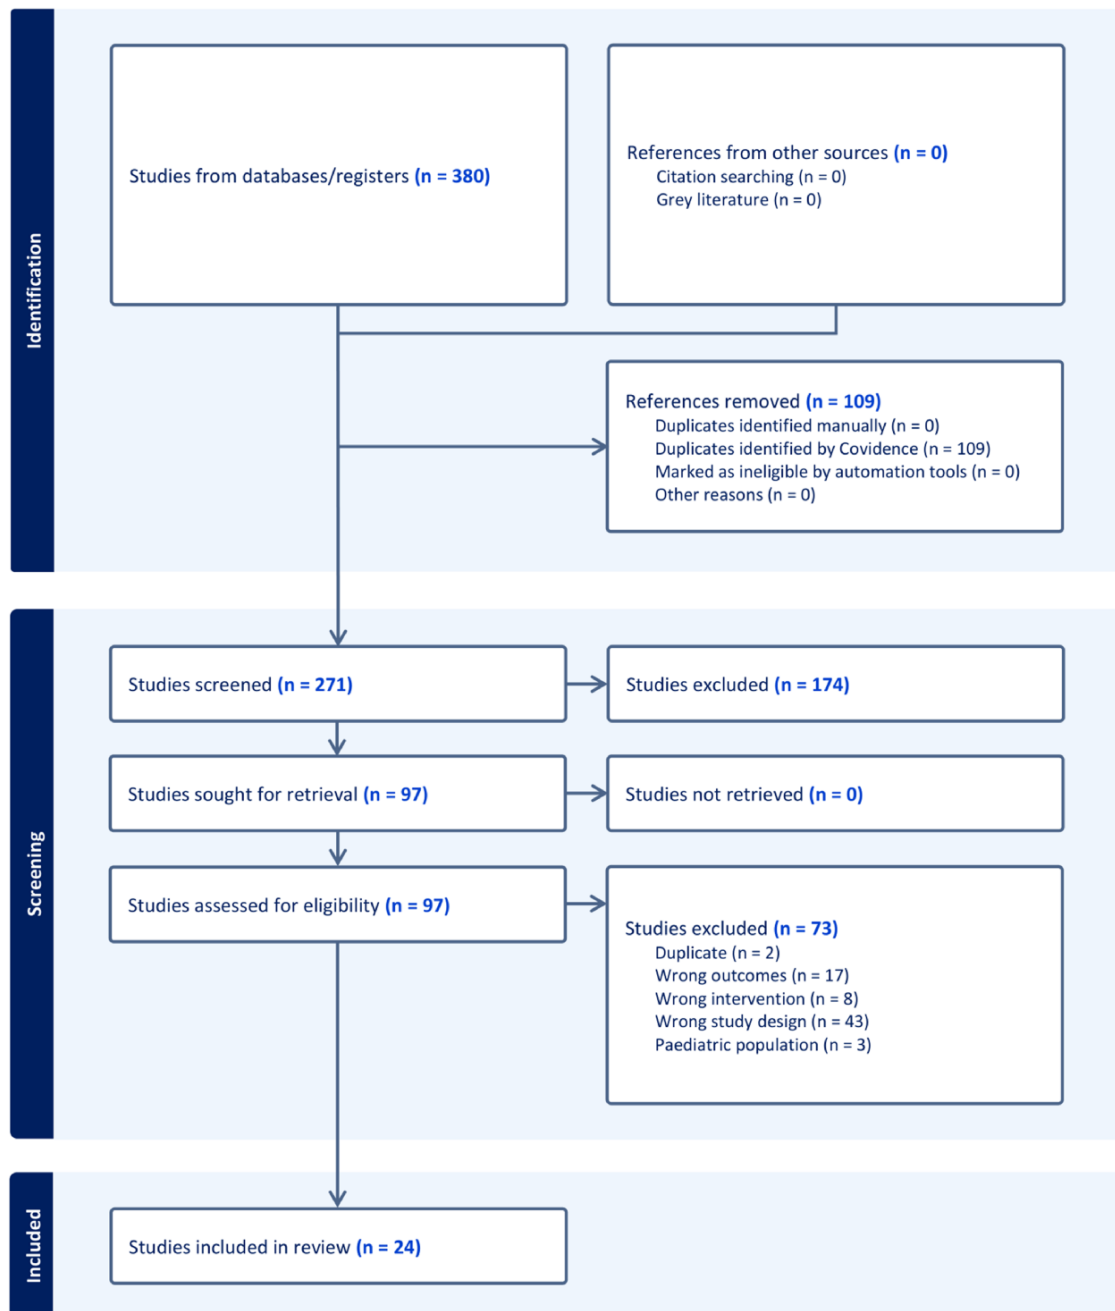 Identification
Studies from databases/registers (n = 380)
References from other sources (n = 0)
Citation searching (n = 0)
Grey literature (n = 0)
References removed (n = 109)
Duplicates identified manually (n = 0)
Duplicates identified by Covidence (n = 109)
Marked as ineligible by automation tools (n = 0)
Other reasons (n = 0)
Screening
Studies screened (n = 271)
Studies excluded (n = 174)
Studies sought for retrieval (n = 97)
Studies not retrieved (n = 0)
Studies assessed for eligibility (n = 97)
Studies excluded (n = 73)
Duplicate (n = 2)
Wrong outcomes (n = 17)
Wrong intervention (n = 8)
Wrong study design (n = 43)
Paediatric population (n = 3)
Included
Studies included in review (n = 24)